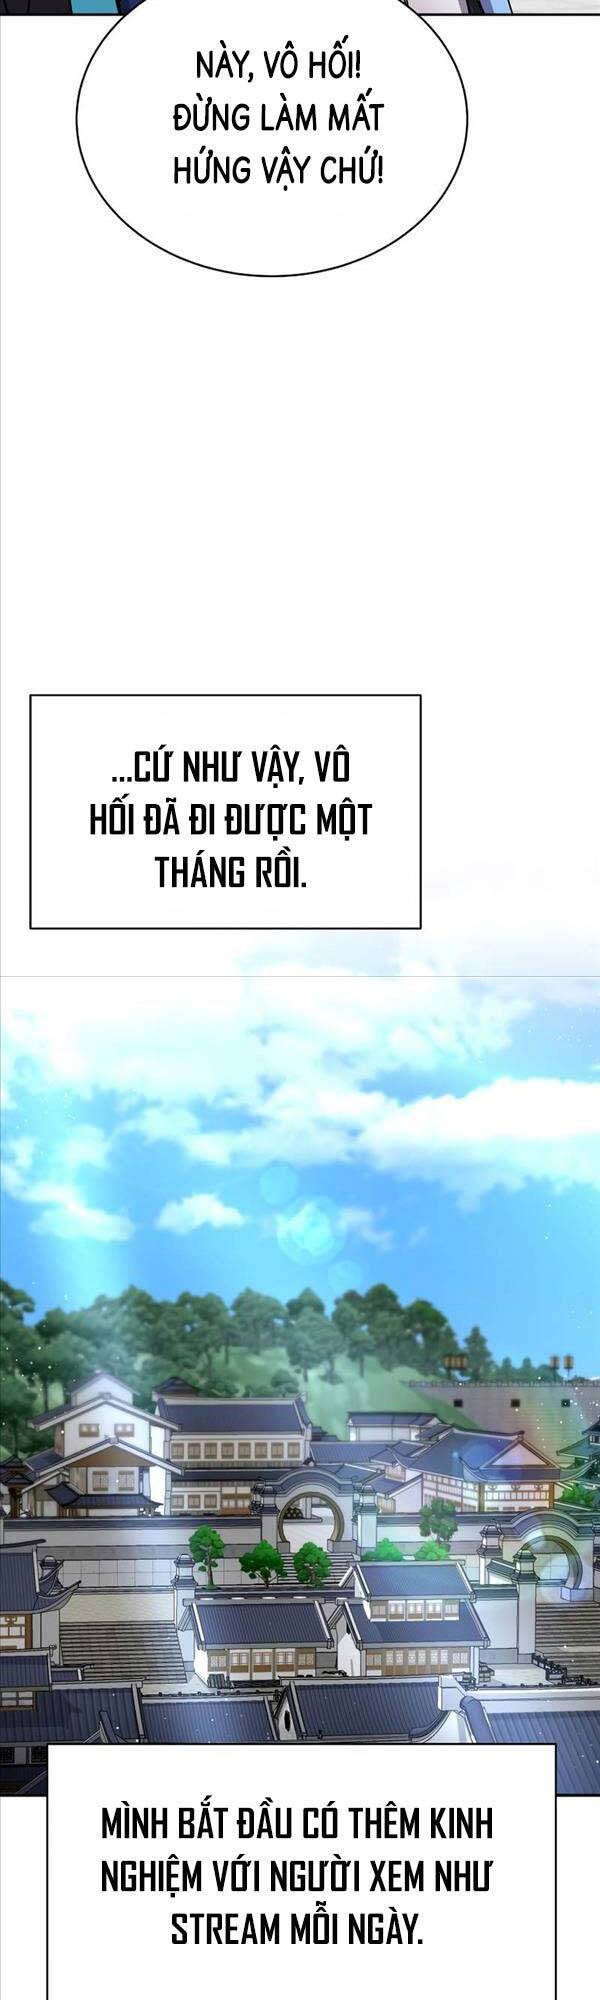 NÀY, VÔ HỐI!
ĐỪNG LÀM MẤT
HỨNG VẬY CHỨ!
...CỨ NHƯ VẬY, VÔ
HỐI ĐÃ ĐI ĐƯỢC MỘT
THÁNG RỒI.
MÌNH BẮT ĐẦU CÓ THÊM KINH
NGHIỆM VỚI NGƯỜI XEM NHƯ
STREAM MỖI NGÀY.